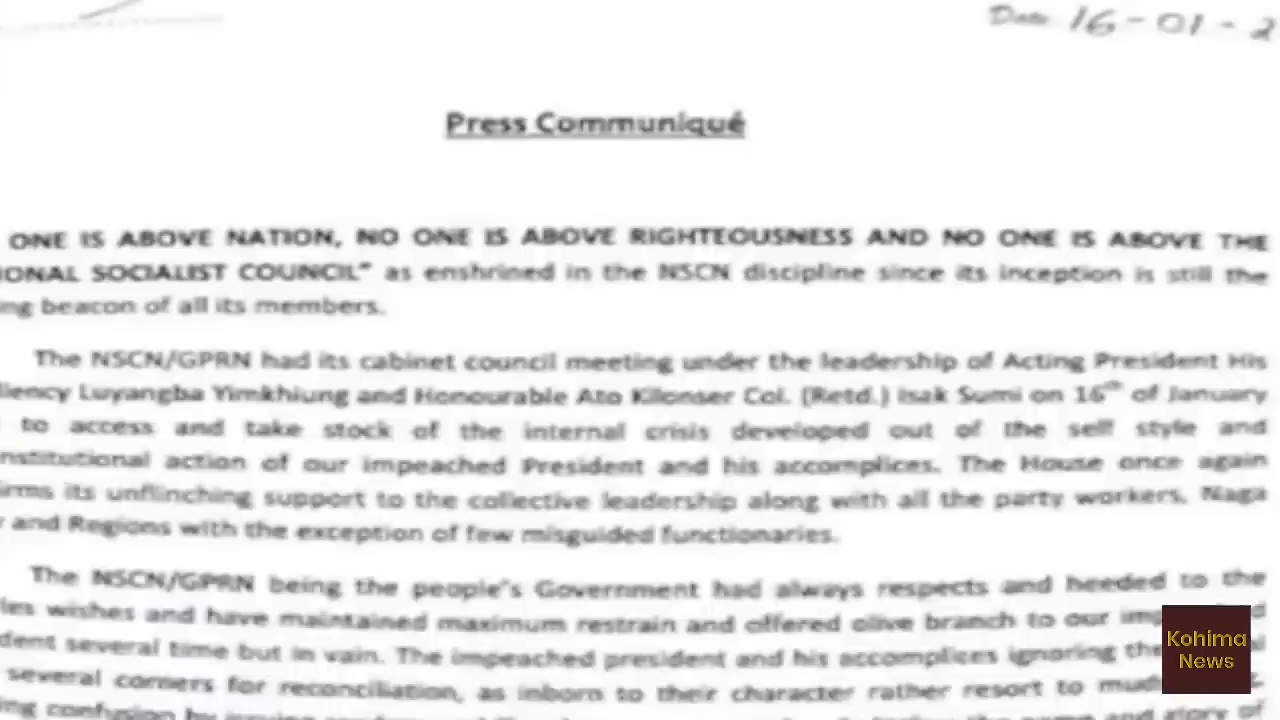 Date 16-01-2
Press Communiqué
ONE IS ABOVE NATION, NO ONE IS ABOVE RIGHTEOUSNESS AND NO ONE IS ABOVE THE
IONAL SOCIALIST COUNCIL" as enshrined in the NSCN discipline since its inception is still the
ng beacon of all its members.
The NSCN/GPRN had its cabinet council meeting under the leadership of Acting President His
llency Luyangba Yimkhiung and Honourable Ato Kilonser Col. (Retd.) Isak Sumi on 16th of January
to access and take stock of the internal crisis developed out of the self style and
nstitutional action of our impeached President and his accomplices. The House once again
irms its unflinching support to the collective leadership along with all the party workers, Naga
y and Regions with the exception of few misguided functionaries.
The NSCN/GPRN being the people's Government had always respects and heeded to the
les wishes and have maintained maximum restrain and offered olive branch to our
dent several time but in vain. The impeached president and his accomplices ignoring the
several corners for reconciliation, as inborn to their character rather resort to
ing confusion by
Kohima
News